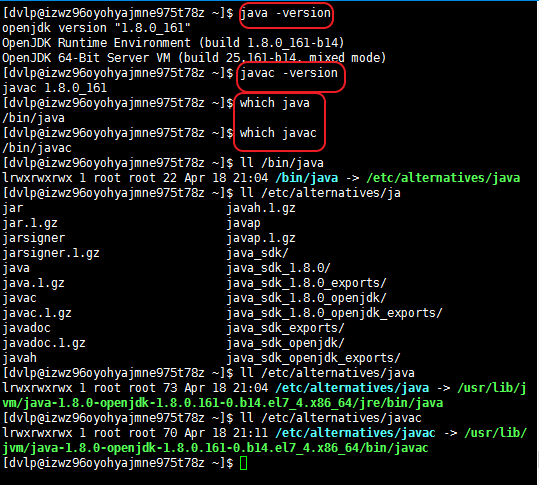 [dvlp@izwz96oyohyajmne975t78z ~]$ java -version
openjdk version "1.8.0_161"
OpenJDK Runtime Environment (build 1.8.0_161-b14)
OpenJDK 64-Bit Server VM (build 25.161-b14, mixed mode)
[dvlp@izwz96oyohyajmne975t78z ~]$ javac -version
javac 1.8.0_161
[dvlp@izwz96oyohyajmne975t78z ~]$ which java
/bin/java
[dvlp@izwz96oyohyajmne975t78z ~]$ which javac
/bin/javac
[dvlp@izwz96oyohyajmne975t78z ~]$ ll /bin/java
lrwxrwxrwx 1 root root 22 Apr 18 21:04 /bin/java -> /etc/alternatives/java
[dvlp@izwz96oyohyajmne975t78z ~]$ ll /etc/alternatives/ja
jar javah.1.gz
jar.1.gz javap
jarsigner javap.1.gz
jarsigner.1.gz java_sdk/
java java_sdk_1.8.0/
java.1.gz java_sdk_1.8.0_exports/
javac java_sdk_1.8.0_openjdk/
javac.1.gz java_sdk_1.8.0_openjdk_exports/
javadoc java_sdk_exports/
javadoc.1.gz java_sdk_openjdk/
javah java_sdk_openjdk_exports/
[dvlp@izwz96oyohyajmne975t78z ~]$ ll /etc/alternatives/java
lrwxrwxrwx 1 root root 73 Apr 18 21:04 /etc/alternatives/java -> /usr/lib/j
vm/java-1.8.0-openjdk-1.8.0.161-0.b14.el7_4.x86_64/jre/bin/java
[dvlp@izwz96oyohyajmne975t78z ~]$ ll /etc/alternatives/javac
lrwxrwxrwx 1 root root 70 Apr 18 21:11 /etc/alternatives/javac -> /usr/lib/
jvm/java-1.8.0-openjdk-1.8.0.161-0.b14.el7_4.x86_64/bin/javac
[dvlp@izwz96oyohyajmne975t78z ~]$